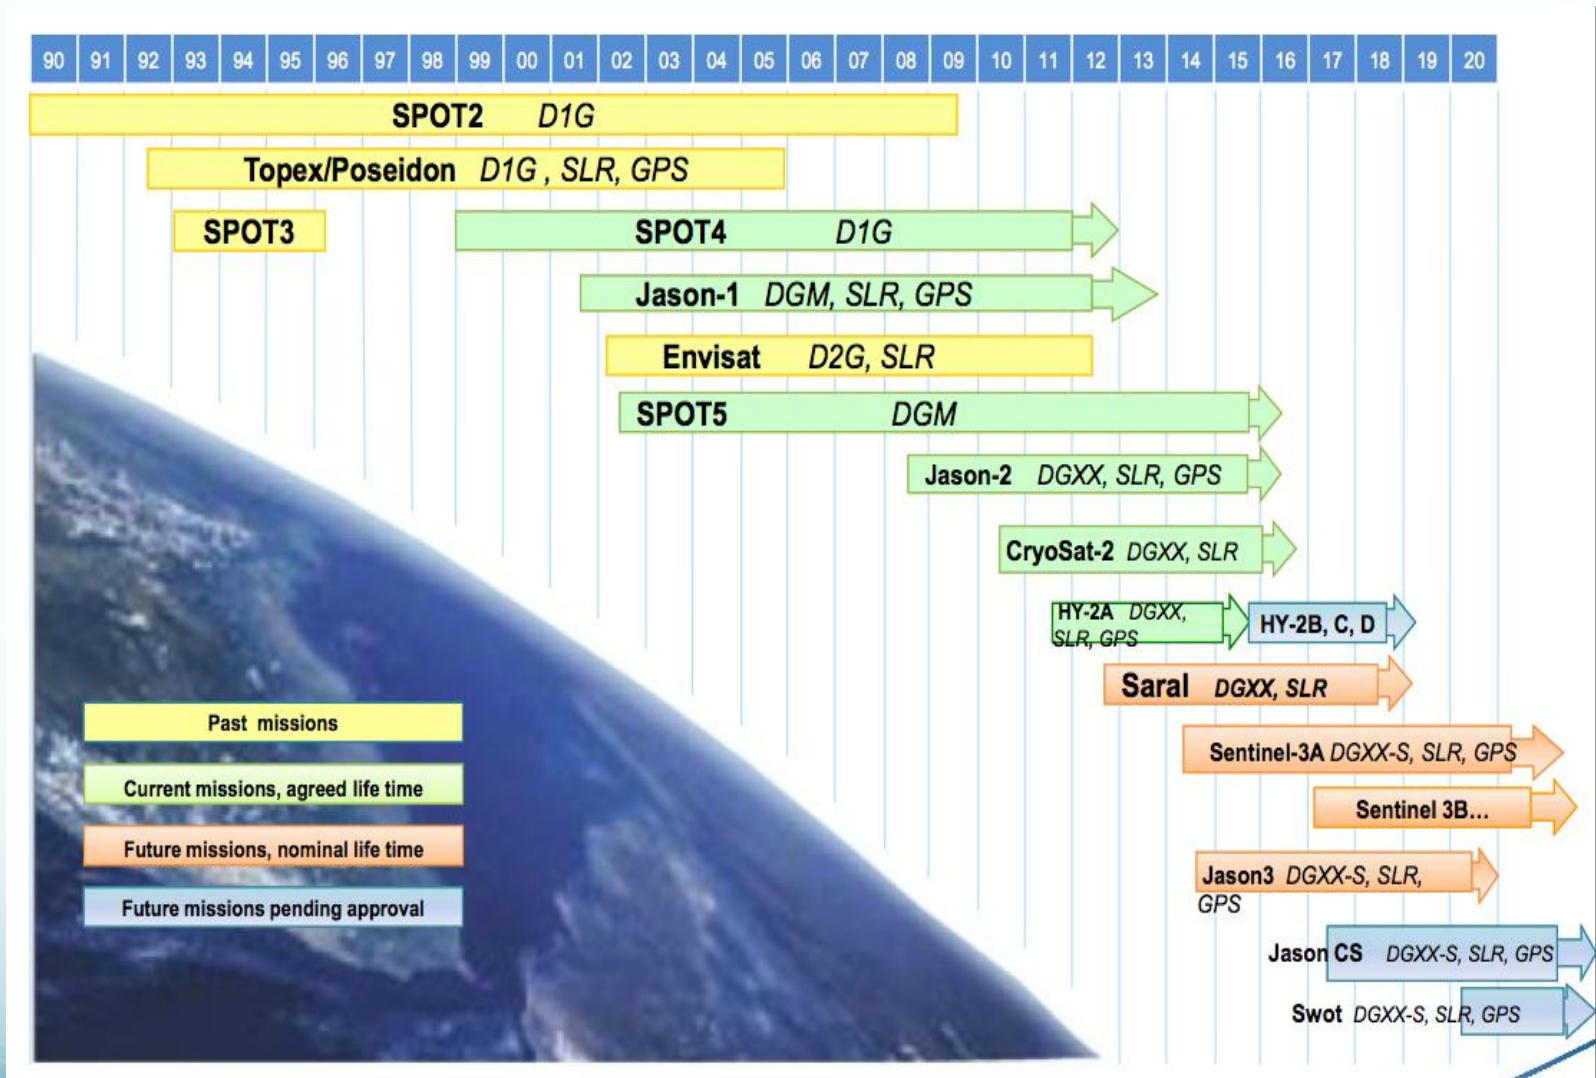 90 91 92 93 94 95 96 97 98 99 00 01 02 03 04 05 06 07 08 09 10 11 12 13 14 15 16 17 18 19 20
SPOT2 D1G
Topex/Poseidon D1G , SLR, GPS
SPOT3
SPOT4 D1G
Jason-1 DGM, SLR, GPS
Envisat D2G, SLR
SPOT5 DGM
Jason-2 DGXX, SLR, GPS
CryoSat-2 DGXX, SLR
HY-2A DGXX,
SLR, GPS
HY-2B, C, D
Saral DGXX, SLR
Sentinel-3A DGXX-S, SLR, GPS
Sentinel 3B...
Jason3 DGXX-S, SLR,
GPS
Jason CS DGXX-S, SLR, GPS
Swot DGXX-S, SLR, GPS
Past missions
Current missions, agreed life time
Future missions, nominal life time
Future missions pending approval